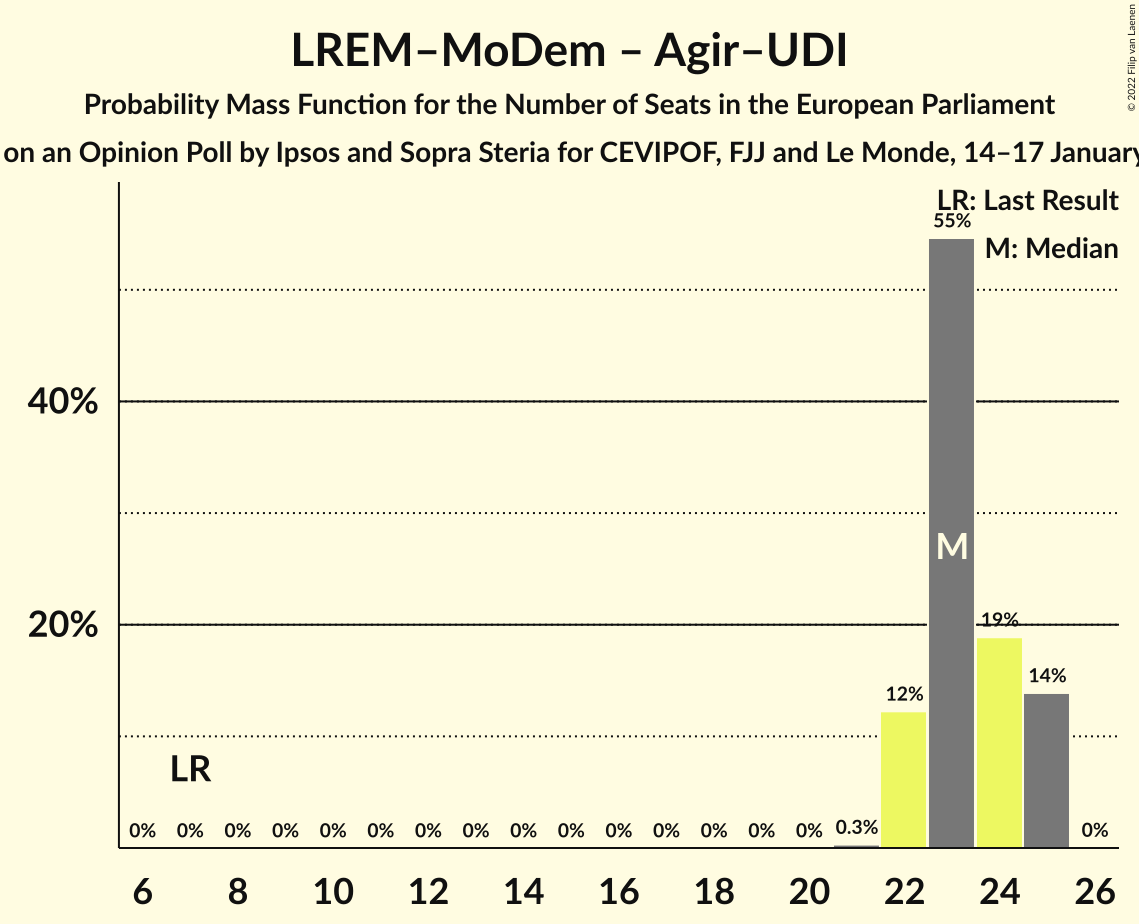 LREM–MoDem – Agir–UDI
Probability Mass Function for the Number of Seats in the European Parliament
on an Opinion Poll by Ipsos and Sopra Steria for CEVIPOF, FJJ and Le Monde, 14–17 January
© 2022 Filip van Laenen
LR: Last Result
M: Median
55%
40%
M
20%
19%
14%
12%
LR
0% 0% 0% 0% 0% 0% 0% 0% 0% 0% 0% 0% 0% 0% 0% 0.3% 0%
6 8 10 12 14 16 18 20 22 24 26